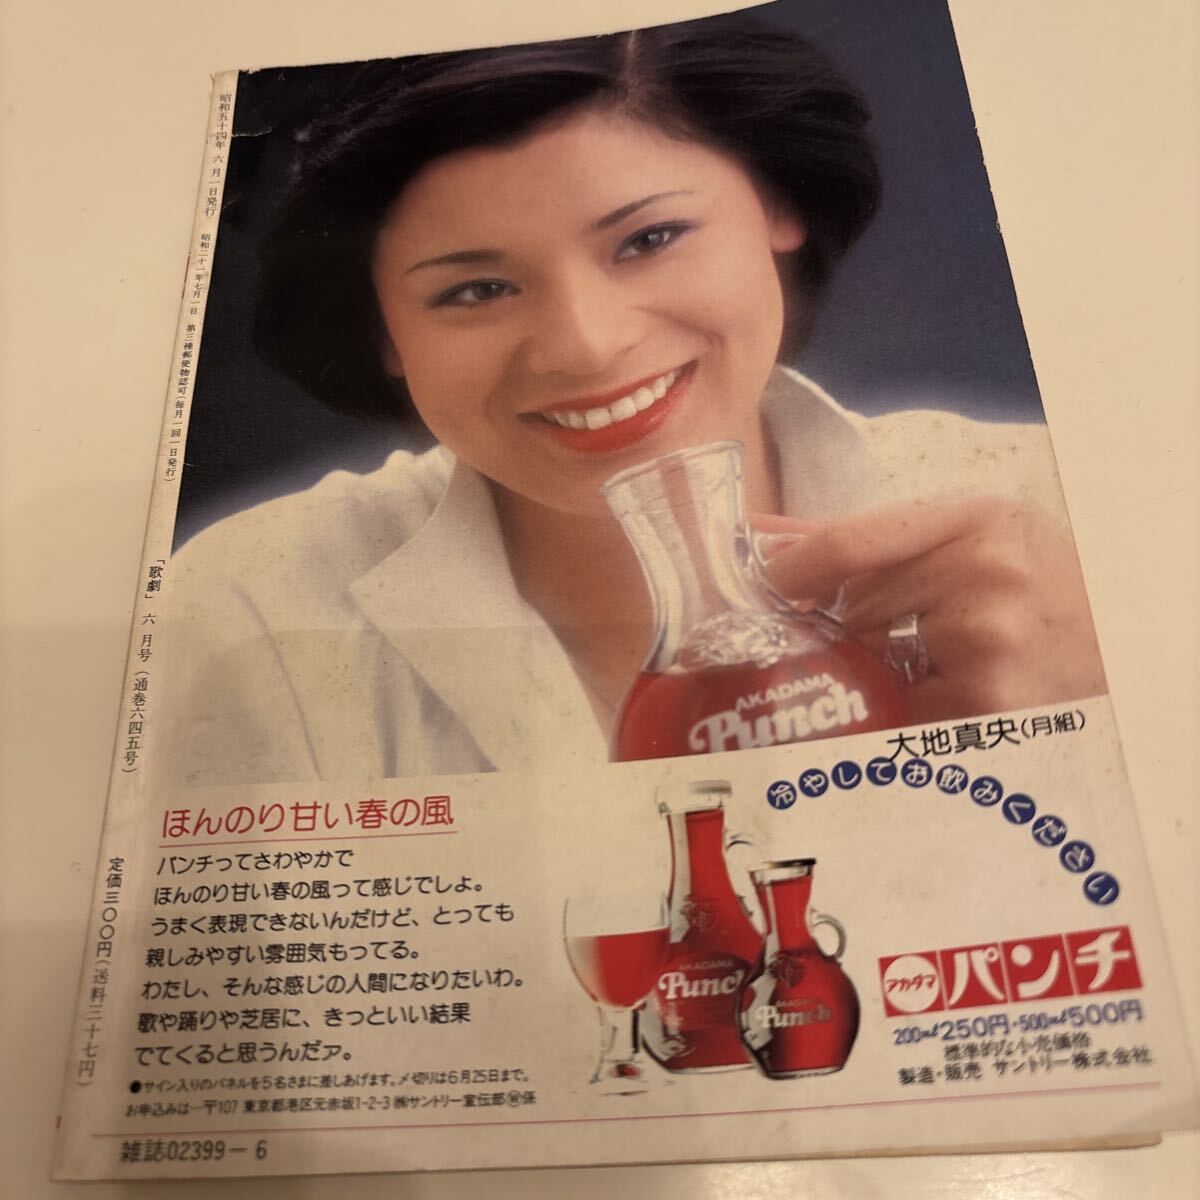 昭和五十四年 六月一日発行 昭和二十一年七月一日 第三種郵便物認可(毎月一回一日発行)
「歌劇」 六月号(通巻六四五号)
定価三〇〇円(送料三十七円)
AKADAMA
Punch
大地真央(月組)
冷やしてお飲みください
ほんのり甘い春の風
パンチってさわやかで
ほんのり甘い春の風って感じでしょ。
うまく表現できないんだけど、とっても
親しみやすい雰囲気もってる。
わたし、そんな感じの人間になりたいわ。
歌や踊りや芝居に、きっといい結果
でてくると思うんだァ。
●サイン入りのパネルを5名さまに差しあげます。〆切りは6月25日まで。
お申込みは…〒107 東京都港区元赤坂1-2-3 ㈱サントリー宣伝部 係
AKADAMA
Punch
AKADAMA
Punch
アカダマ パンチ
200ml250円・500ml500円
標準的な小売価格
製造・販売 サントリー株式会社
雑誌02399-6